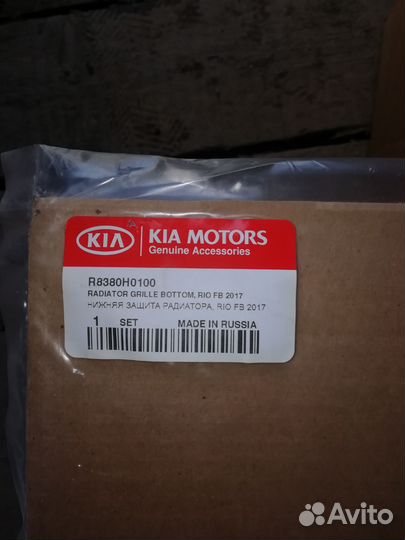 KIA
KIA MOTORS
Genuine Accessories
R8380H0100
RADIATOR GRILLE BOTTOM, RIO FB 2017
НИЖНЯЯ ЗАЩИТА РАДИАТОРА, RIO FB 2017
1 SET MADE IN RUSSIA
Avito